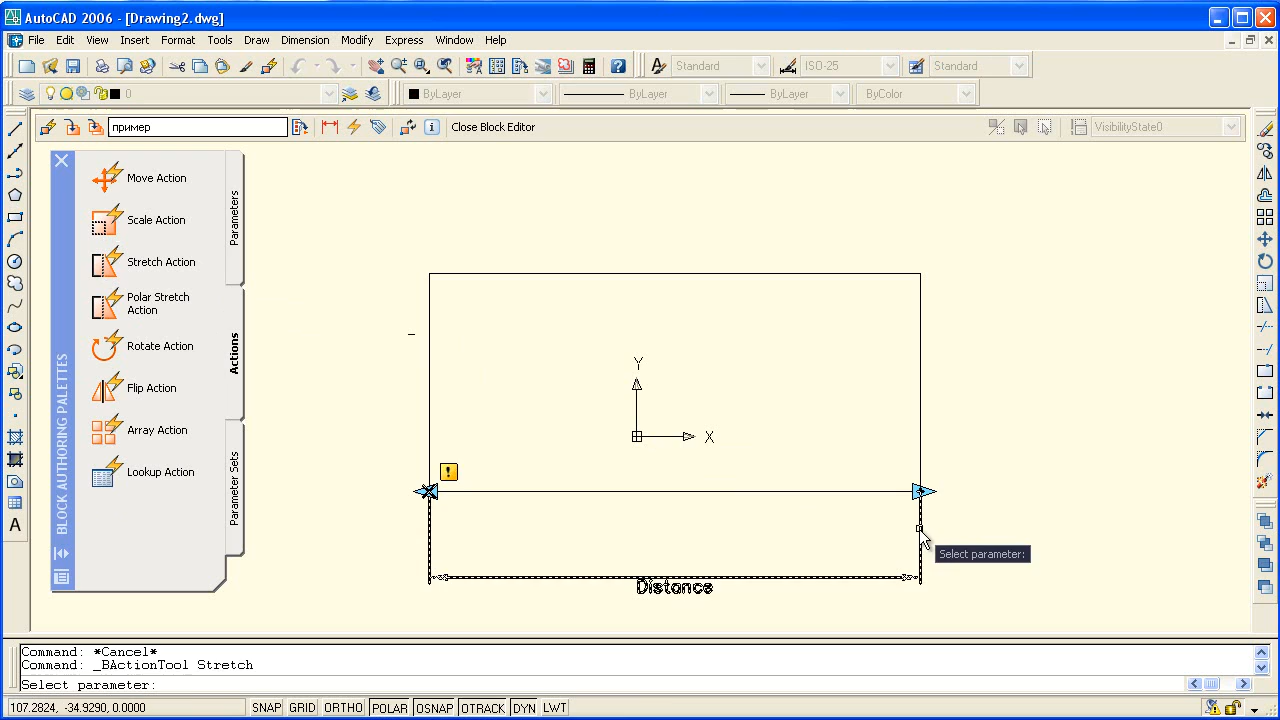 AutoCAD 2006 - [Drawing2.dwg]
File Edit View Insert Format Tools Draw Dimension Modify Express Window Help
Standard ISO-25 Standard
0 ByLayer ByLayer ByLayer ByColor
пример Close Block Editor VisibilityState0
Move Action
Scale Action
Stretch Action
Polar Stretch
Action
Rotate Action
Flip Action
Array Action
Lookup Action
Parameters
Actions
Parameter Sets
BLOCK AUTHORING PALETTES
Y
X
!
Select parameter:
Distance
Command: *Cancel*
Command: _BActionTool Stretch
Select parameter:
107.2824, -34.9290, 0.0000 SNAP GRID ORTHO POLAR OSNAP OTRACK DYN LWT